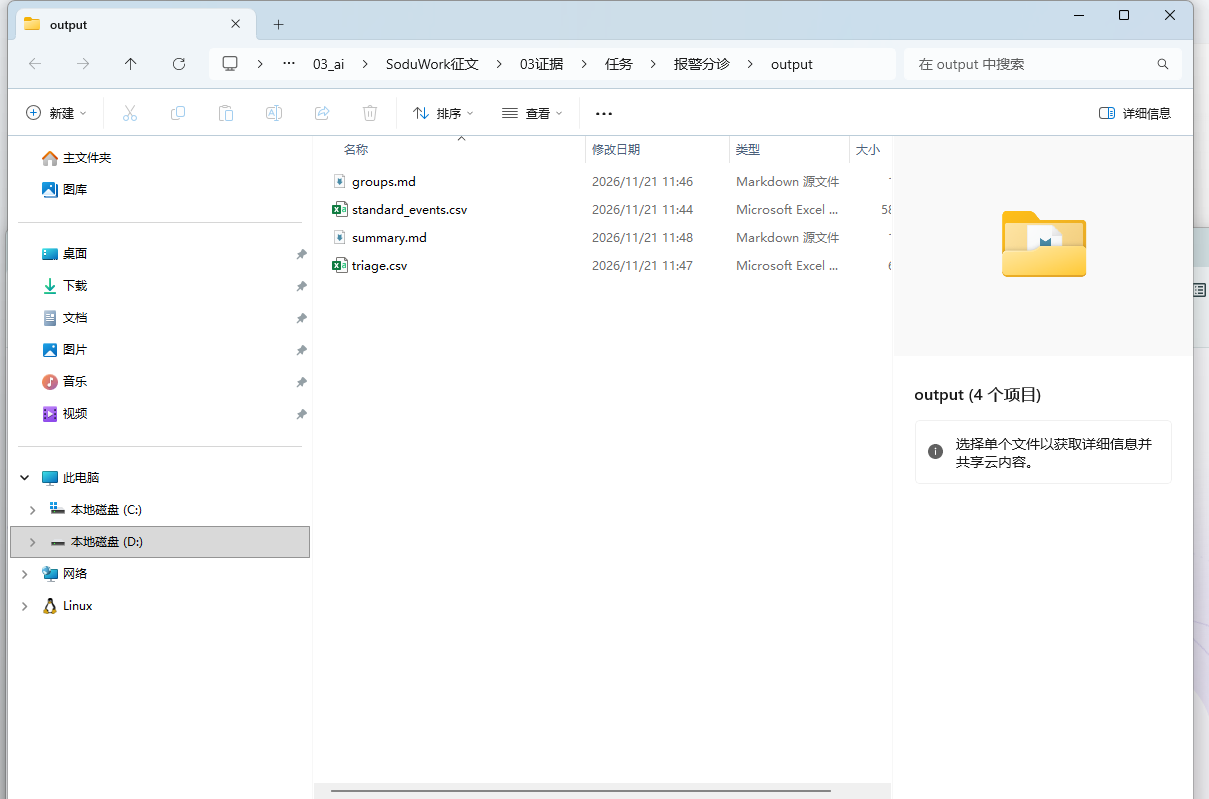 output
03_ai
SoduWork征文
03证据
任务
报警分诊
output
在 output 中搜索
新建
排序
查看
详细信息
主文件夹
图库
桌面
下载
文档
图片
音乐
视频
此电脑
本地磁盘 (C:)
本地磁盘 (D:)
网络
Linux
名称 修改日期 类型 大小
groups.md 2026/11/21 11:46 Markdown 源文件
standard_events.csv 2026/11/21 11:44 Microsoft Excel ...
summary.md 2026/11/21 11:48 Markdown 源文件
triage.csv 2026/11/21 11:47 Microsoft Excel ...
output (4 个项目)
选择单个文件以获取详细信息并
共享云内容。